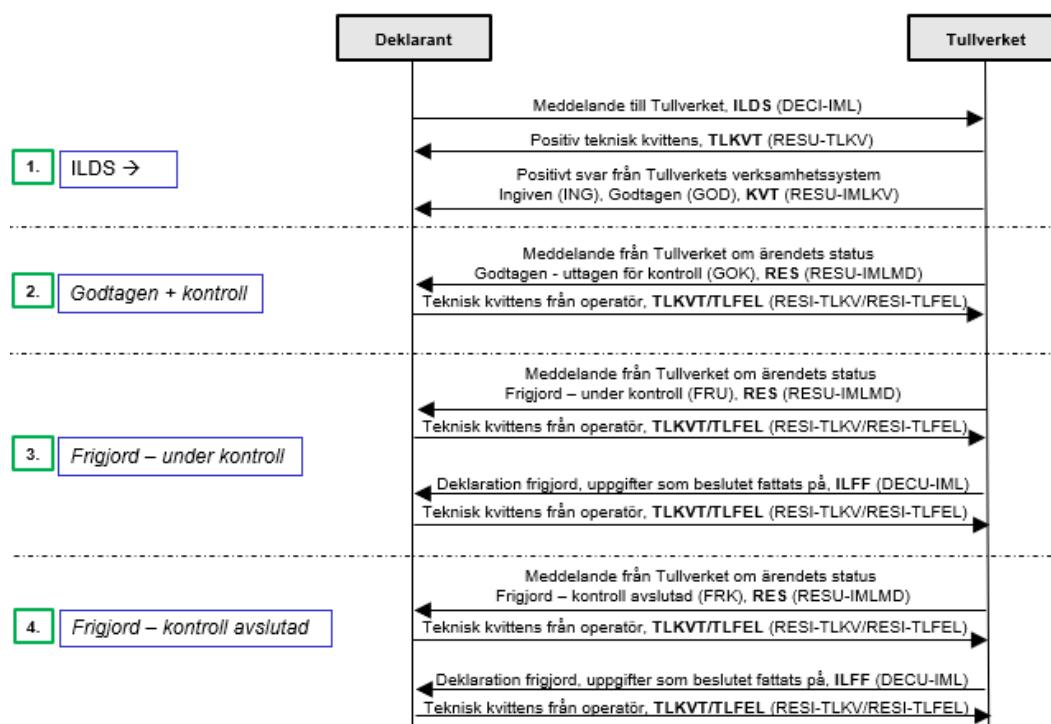 Deklarant
Tullverket
Meddelande till Tullverket, ILDS (DECI-IML)
Positiv teknisk kvittens, TLKVT (RESU-TLKV)
1.
ILDS →
Positivt svar från Tullverkets verksamhetssystem
Ingiven (ING), Godtagen (GOD), KVT (RESU-IMLKV)
Meddelande från Tullverket om ärendets status
Godtagen - uttagen för kontroll (GOK), RES (RESU-IMLMD)
2.
Godtagen + kontroll
Teknisk kvittens från operatör, TLKVT/TLFEL (RESI-TLKV/RESI-TLFEL)
Meddelande från Tullverket om ärendets status
Frigjord – under kontroll (FRU), RES (RESU-IMLMD)
Teknisk kvittens från operatör, TLKVT/TLFEL (RESI-TLKV/RESI-TLFEL)
3.
Frigjord – under kontroll
Deklaration frigjord, uppgifter som beslutet fattats på, ILFF (DECU-IML)
Teknisk kvittens från operatör, TLKVT/TLFEL (RESI-TLKV/RESI-TLFEL)
Meddelande från Tullverket om ärendets status
Frigjord – kontroll avslutad (FRK), RES (RESU-IMLMD)
4.
Frigjord – kontroll avslutad
Teknisk kvittens från operatör, TLKVT/TLFEL (RESI-TLKV/RESI-TLFEL)
Deklaration frigjord, uppgifter som beslutet fattats på, ILFF (DECU-IML)
Teknisk kvittens från operatör, TLKVT/TLFEL (RESI-TLKV/RESI-TLFEL)